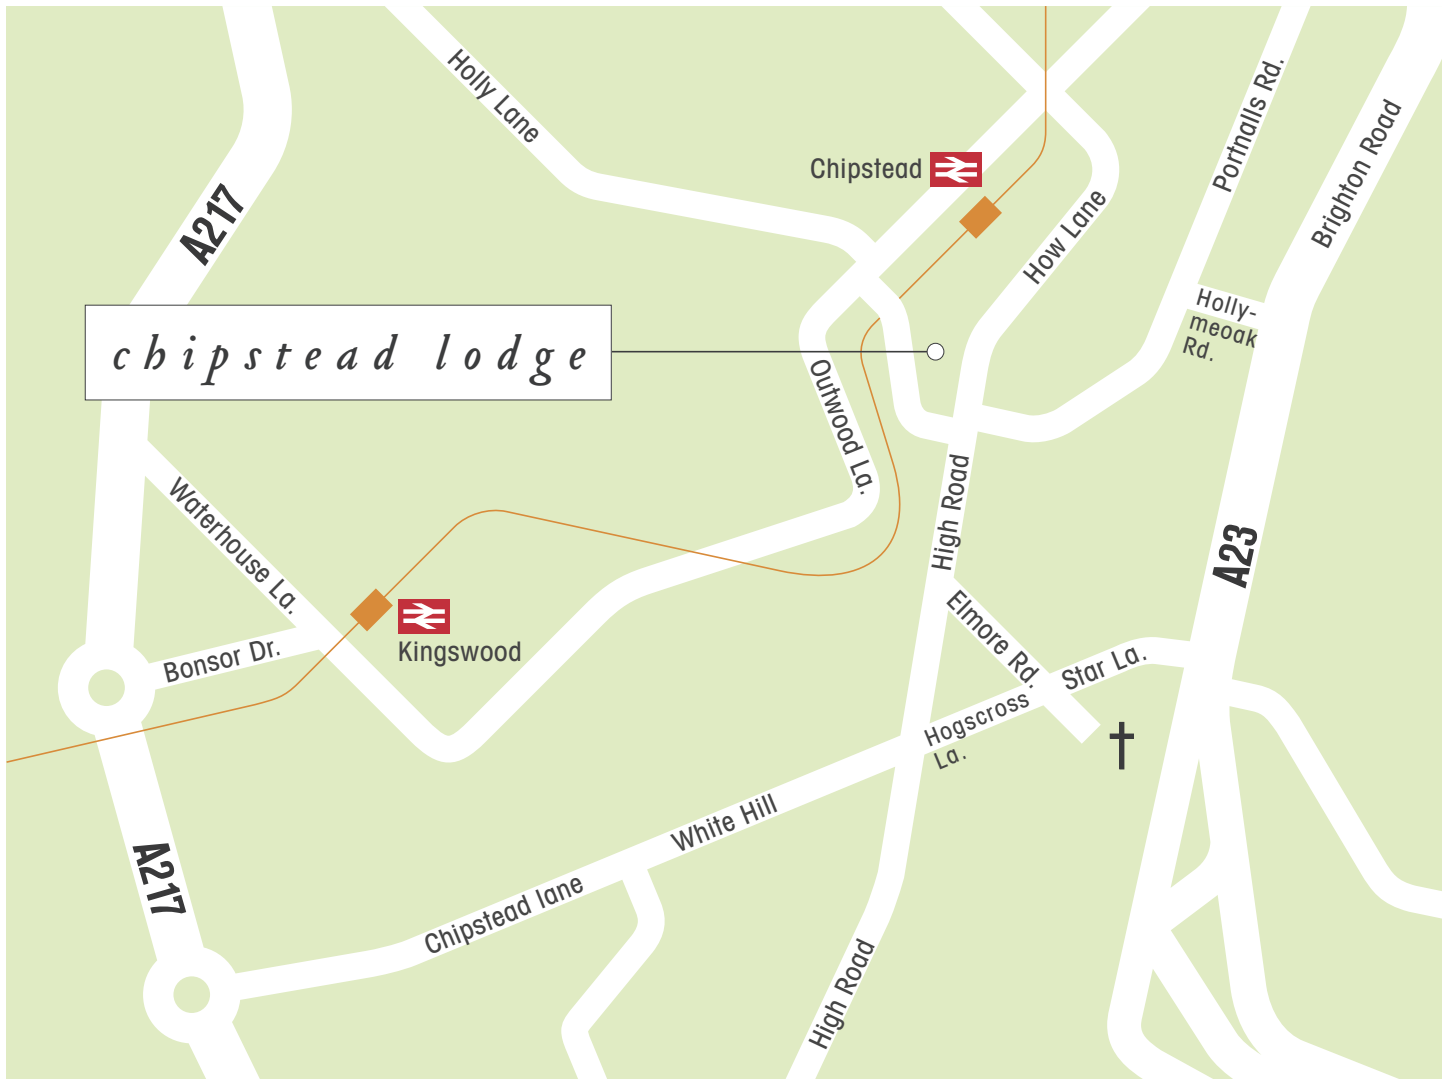 Holly Lane
Chipstead
Portnalls Rd.
Brighton Road
A217
How Lane
Holly-
meoak
Rd.
chipstead lodge
Outwood La.
Waterhouse La.
High Road
A23
Elmore Rd.
Bonsor Dr.
Kingswood
Star La.
Hogscross
La.
White Hill
A217
Chipstead lane
High Road